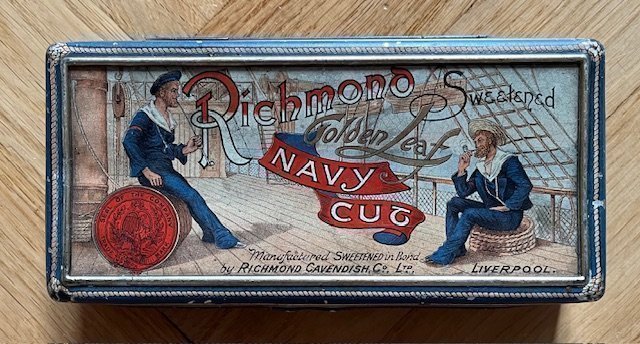 Richmond
Sweetened
Golden Leaf
NAVY
CUT
Manufactured SWEETENED in Bond
by RICHMOND CAVENDISH, Co. LTD.
LIVERPOOL.